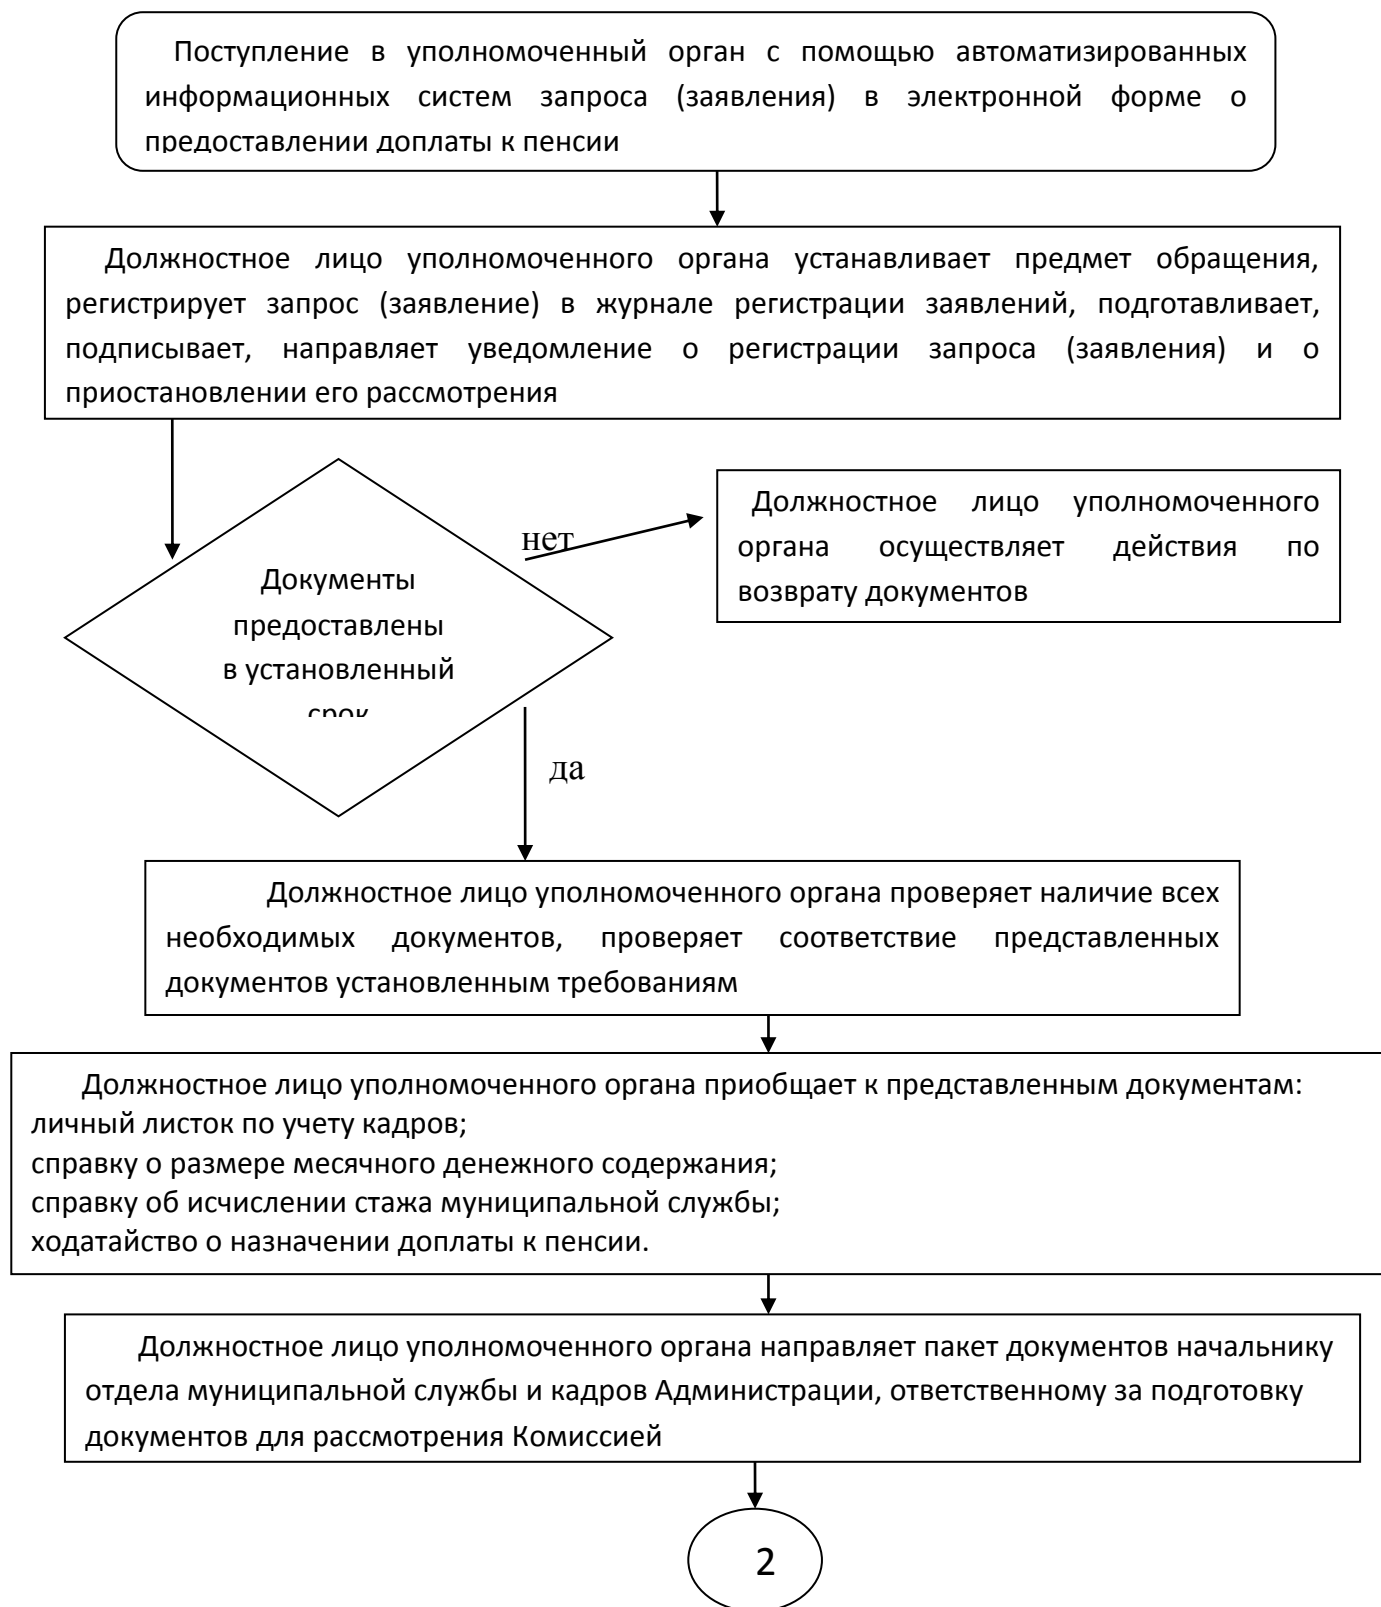 Поступление в уполномоченный орган с помощью автоматизированных
информационных систем запроса (заявления) в электронной форме о
предоставлении доплаты к пенсии
Должностное лицо уполномоченного органа устанавливает предмет обращения,
регистрирует запрос (заявление) в журнале регистрации заявлений, подготавливает,
подписывает, направляет уведомление о регистрации запроса (заявления) и о
приостановлении его рассмотрения
нет
Должностное лицо уполномоченного
органа осуществляет действия по
возврату документов
Документы
предоставлены
в установленный
срок
да
Должностное лицо уполномоченного органа проверяет наличие всех
необходимых документов, проверяет соответствие представленных
документов установленным требованиям
Должностное лицо уполномоченного органа приобщает к представленным документам:
личный листок по учету кадров;
справку о размере месячного денежного содержания;
справку об исчислении стажа муниципальной службы;
ходатайство о назначении доплаты к пенсии.
Должностное лицо уполномоченного органа направляет пакет документов начальнику
отдела муниципальной службы и кадров Администрации, ответственному за подготовку
документов для рассмотрения Комиссией
2